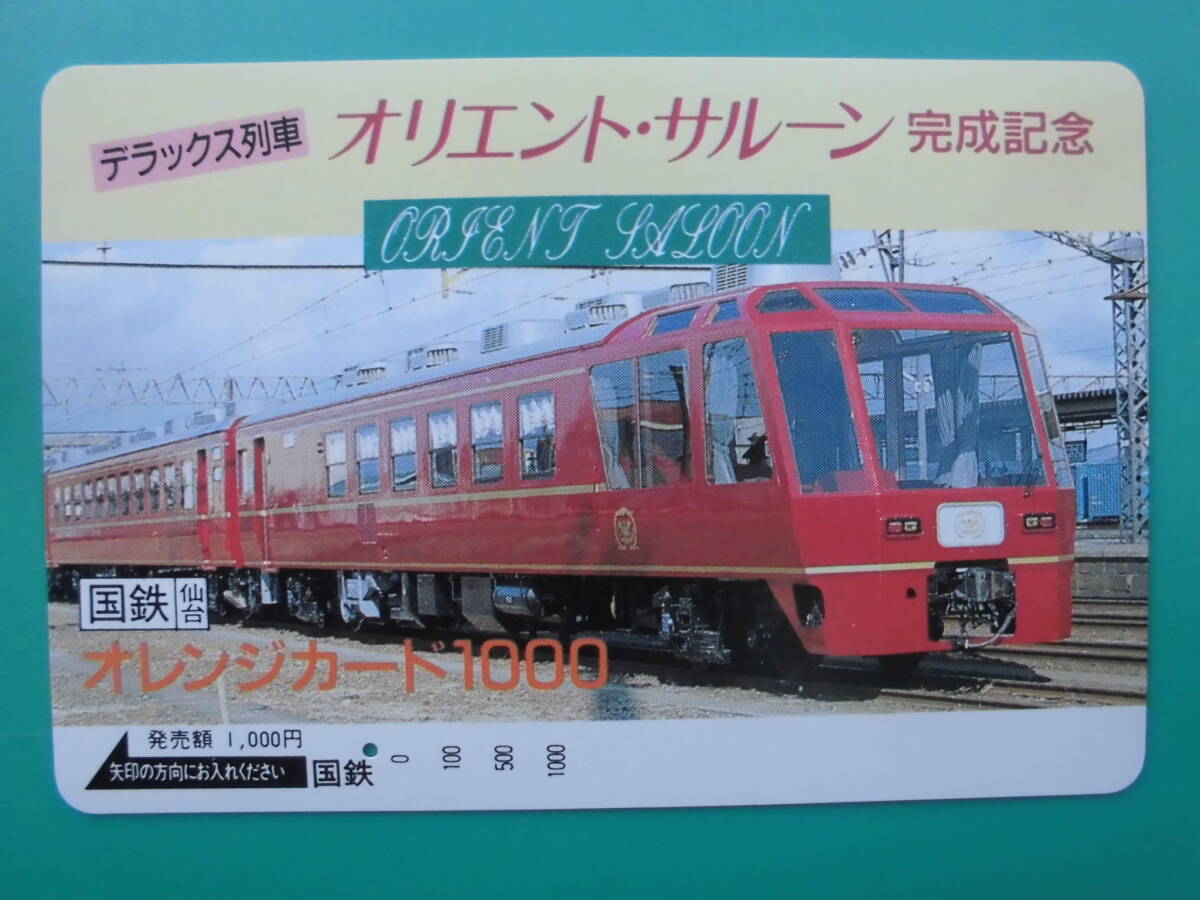 デラックス列車 オリエント・サルーン 完成記念
ORIENT SALOON
国鉄 仙台
オレンジカード1000
発売額 1,000円
矢印の方向にお入れください 国鉄 0 100 500 1000